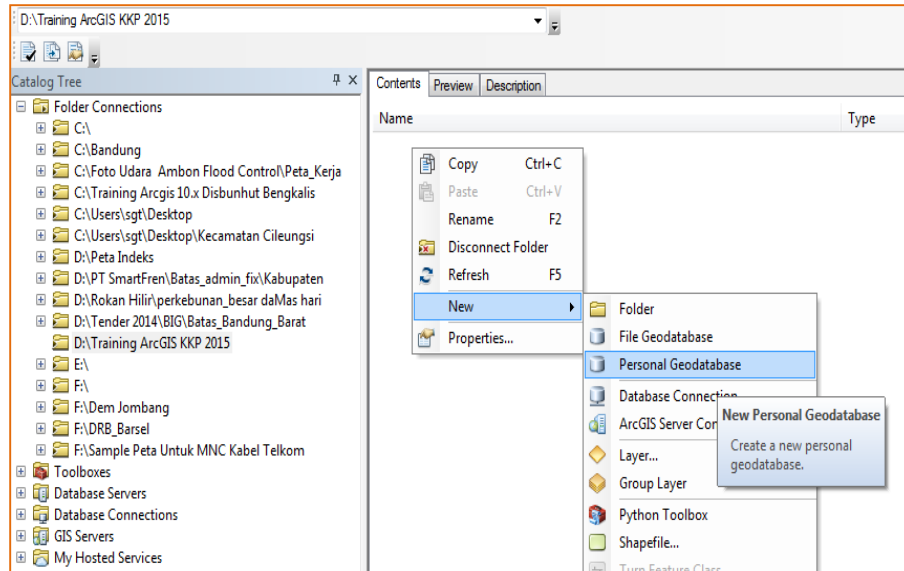 D:\Training ArcGIS KKP 2015
Catalog Tree
Folder Connections
C:\
C:\Bandung
C:\Foto Udara Ambon Flood Control\Peta_Kerja
C:\Training Arcgis 10.x Disbunhut Bengkalis
C:\Users\sgt\Desktop
C:\Users\sgt\Desktop\Kecamatan Cileungsi
D:\Peta Indeks
D:\PT SmartFren\Batas_admin_fix\Kabupaten
D:\Rokan Hilir\perkebunan_besar daMas hari
D:\Tender 2014\BIG\Batas_Bandung_Barat
D:\Training ArcGIS KKP 2015
E:\
F:\
F:\Dem Jombang
F:\DRB_Barsel
F:\Sample Peta Untuk MNC Kabel Telkom
Toolboxes
Database Servers
Database Connections
GIS Servers
My Hosted Services
Contents Preview Description
Name Type
Copy Ctrl+C
Paste Ctrl+V
Rename F2
Disconnect Folder
Refresh F5
New
Properties...
Folder
File Geodatabase
Personal Geodatabase
Database Connection
ArcGIS Server Con
Layer...
Group Layer
Python Toolbox
Shapefile...
Turn Feature Class
New Personal Geodatabase
Create a new personal
geodatabase.